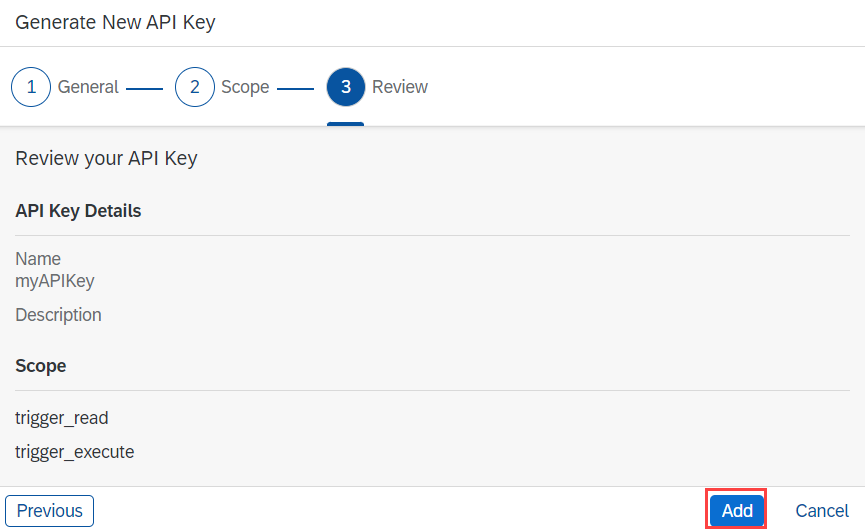 Generate New API Key
1 General 2 Scope 3 Review
Review your API Key
API Key Details
Name
myAPIKey
Description
Scope
trigger_read
trigger_execute
Previous Add Cancel